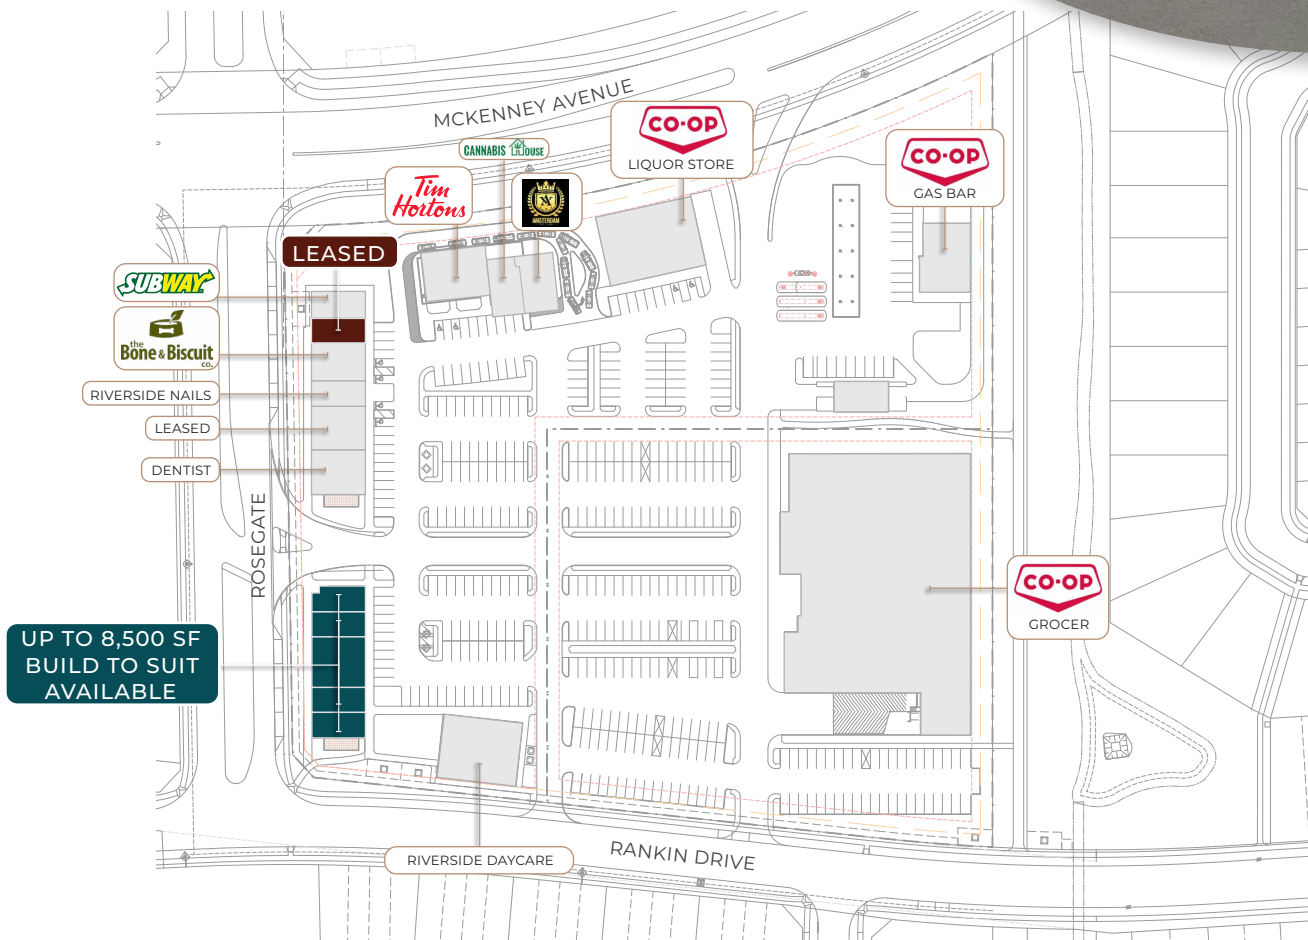 MCKENNEY AVENUE
CO·OP
LIQUOR STORE
CANNABIS HOUSE
CO·OP
GAS BAR
Tim
Hortons
AMSTERDAM
LEASED
SUBWAY
the
Bone & Biscuit
co.
RIVERSIDE NAILS
LEASED
DENTIST
ROSEGATE
CO·OP
GROCER
UP TO 8,500 SF
BUILD TO SUIT
AVAILABLE
RIVERSIDE DAYCARE
RANKIN DRIVE